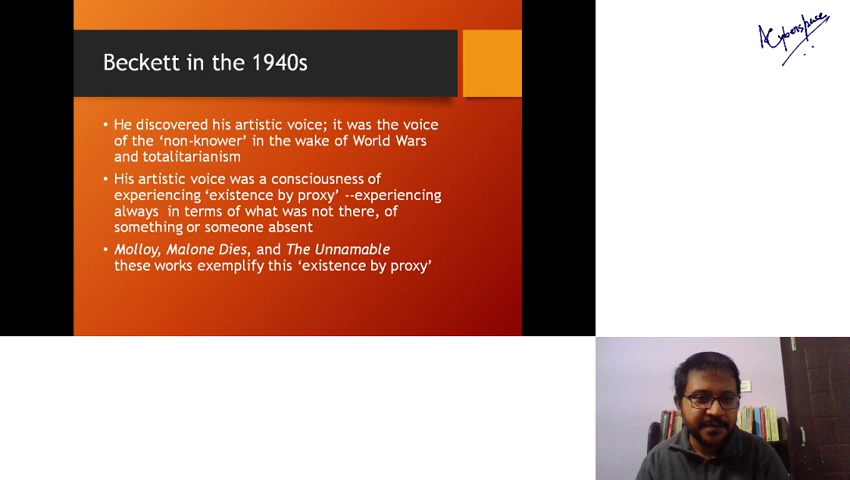 Beckett in the 1940s
• He discovered his artistic voice; it was the voice
of the ‘non-knower’ in the wake of World Wars
and totalitarianism
• His artistic voice was a consciousness of
experiencing ‘existence by proxy’ --experiencing
always in terms of what was not there, of
something or someone absent
• Molloy, Malone Dies, and The Unnamable
these works exemplify this ‘existence by proxy’
Cyberspace